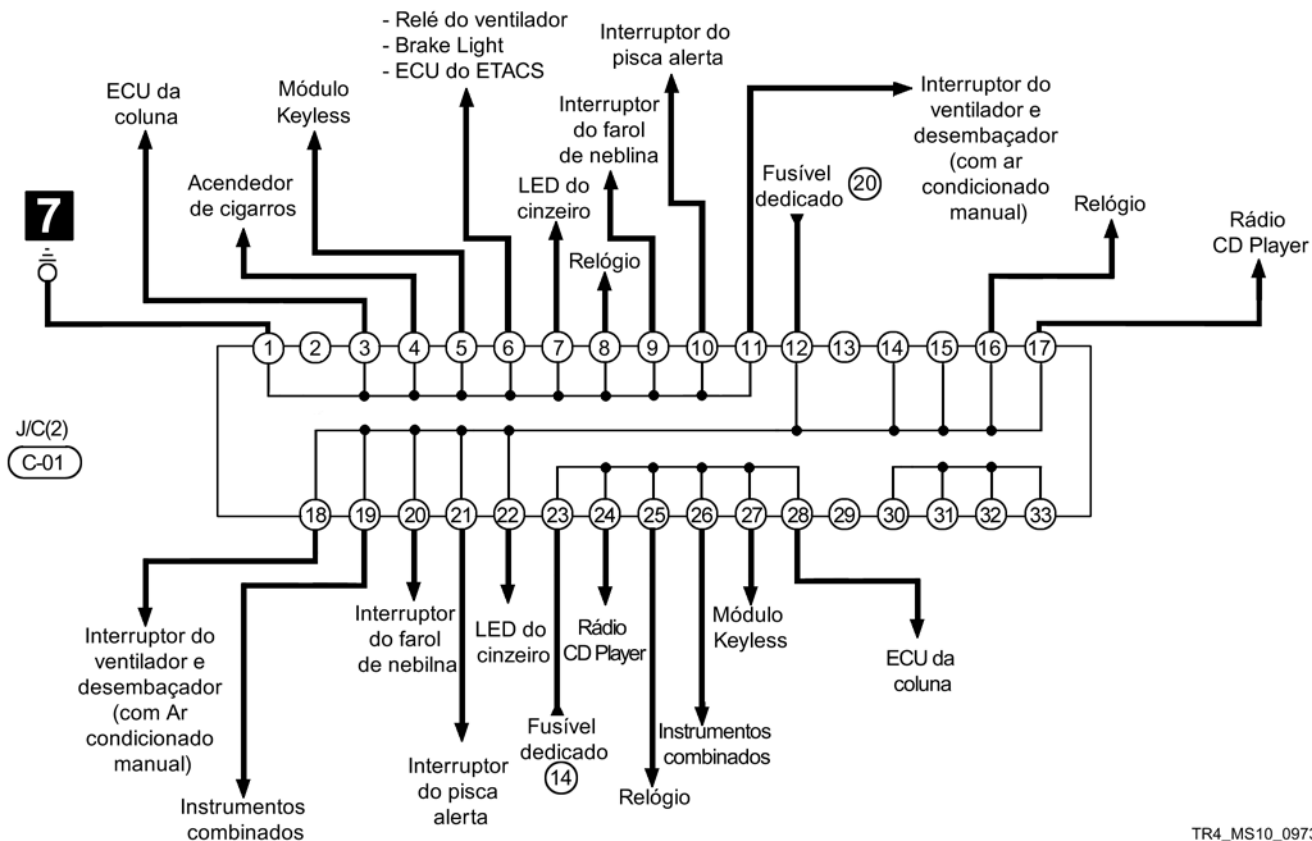 - Relé do ventilador
- Brake Light
- ECU do ETACS
Interruptor do
pisca alerta
ECU da
coluna
Módulo
Keyless
Interruptor
do farol
de neblina
Interruptor do
ventilador e
desembaçador
(com ar
condicionado
manual)
Acendedor
de cigarros
LED do
cinzeiro
Fusível
dedicado 20
Relógio
Rádio
CD Player
7
Relógio
1 2 3 4 5 6 7 8 9 10 11 12 13 14 15 16 17
J/C(2)
C-01
18 19 20 21 22 23 24 25 26 27 28 29 30 31 32 33
Interruptor do
ventilador e
desembaçador
(com Ar
condicionado
manual)
Instrumentos
combinados
Interruptor
do farol
de nebilna
Interruptor
do pisca
alerta
LED do
cinzeiro
Fusível
dedicado
14
Rádio
CD Player
Relógio
Instrumentos
combinados
Módulo
Keyless
ECU da
coluna
TR4_MS10_0973